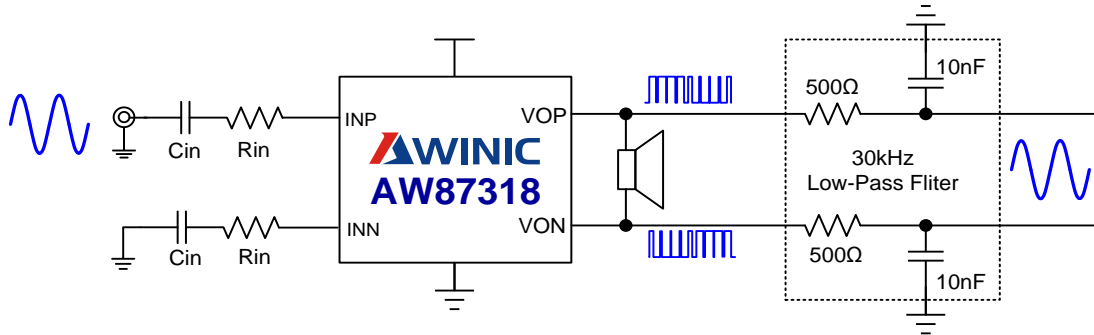 10nF
500Ω
INP
VOP
Cin
Rin
AWINIC
AW87318
30kHz
Low-Pass Fliter
INN
VON
Cin
Rin
500Ω
10nF